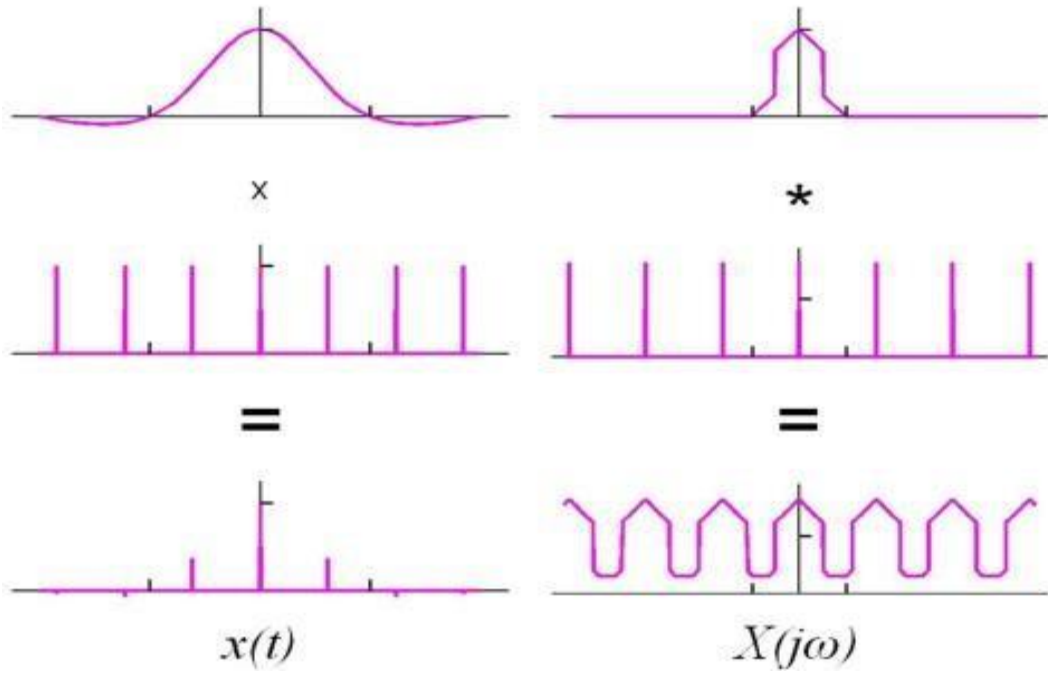 x *
= =
x(t) X(jω)